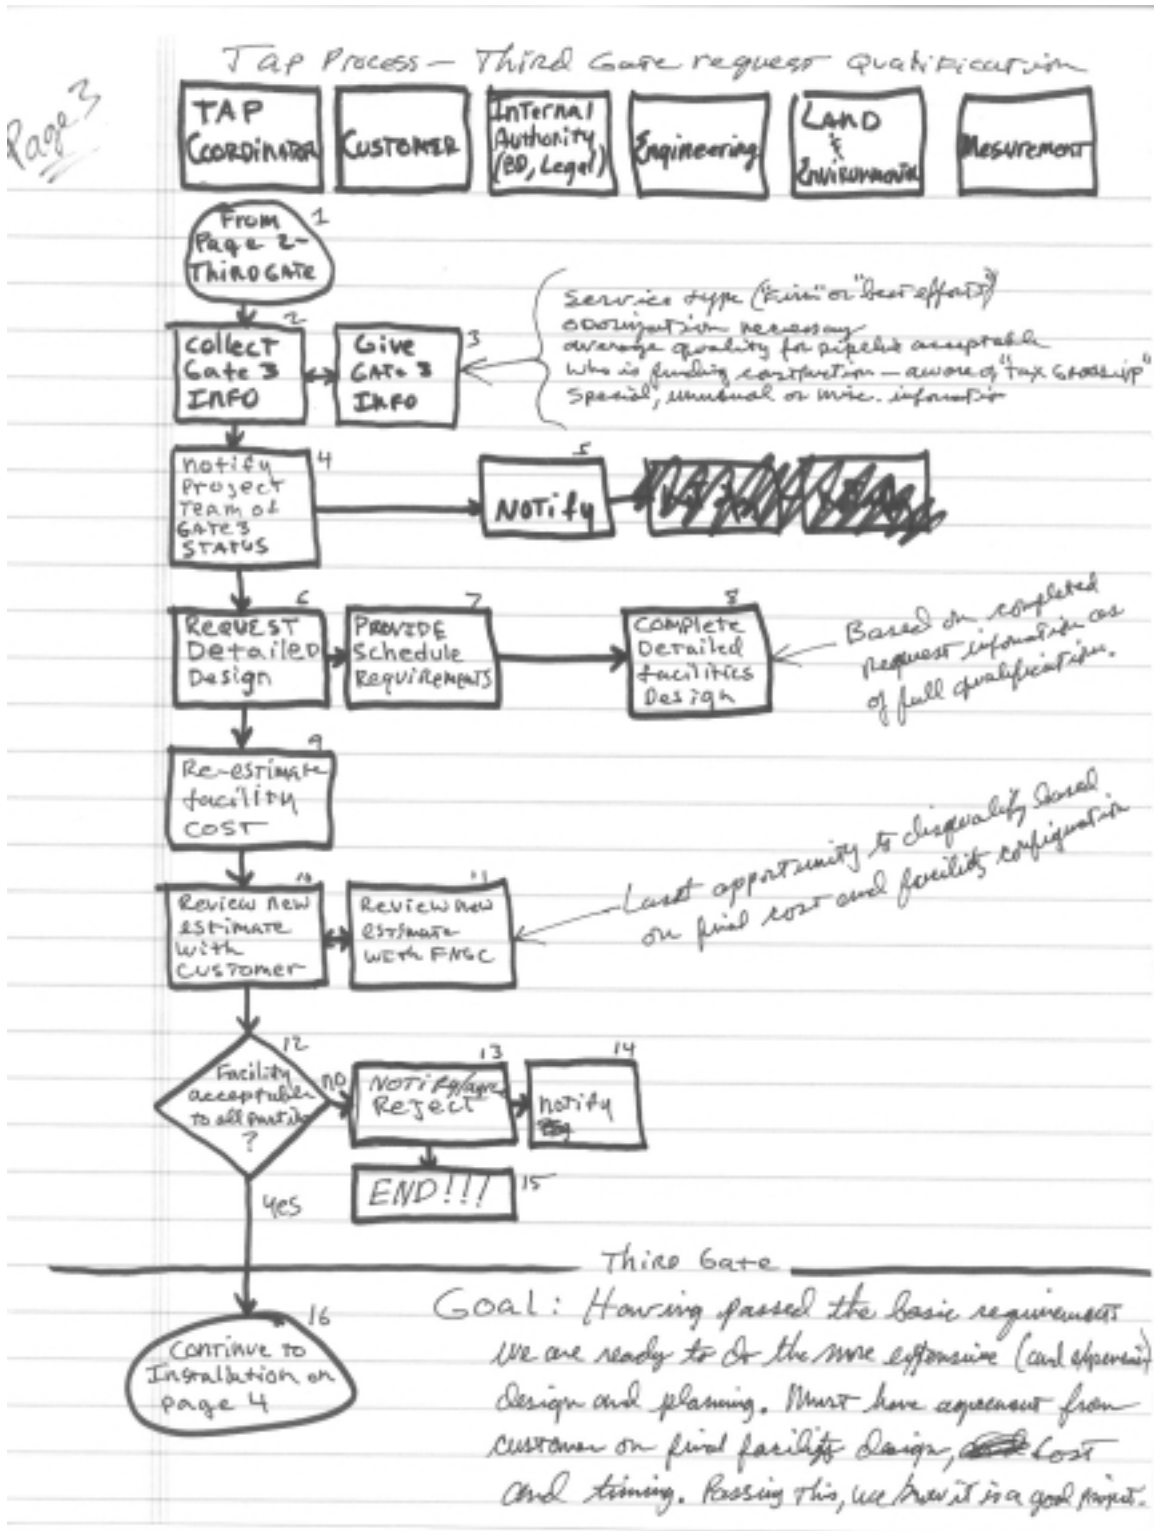 Page 3
Tap Process - Third Gate request Qualification
TAP
COORDINATOR
CUSTOMER
Internal
Authority
(BD, Legal)
Engineering
LAND
&
Environmental
Mesurement
1
From
Page 2-
Third GATE
2
Collect
Gate 3
INFO
3
Give
GATE 3
INFO
Service type ("Firm" or "best efforts")
odorization necessary
average quality for pipeline acceptable
who is funding - aware of "tax Gross-up"
Special, unusual or misc. information
4
notify
Project
Team of
GATE 3
STATUS
5
NOTify
6
REQUEST
Detailed
Design
7
PROVIDE
Schedule
Requirements
8
COMPLETE
Detailed
facilities
Design
Based on completed
request information as
of full qualification.
9
Re-estimate
facility
COST
10
Review new
estimate
with
Customer
11
Review new
estimate
with FNGC
Last opportunity to disqualify based
on final cost and facility configuration
12
Facility
acceptable
to all parties
?
no
13
NOTify/agree
Reject
14
notify
END!!!
15
yes
Third Gate
16
Continue to
Installation on
page 4
Goal: Having passed the basic requirements
we are ready to do the more extensive (and expensive)
design and planning. Must have agreement from
customer on final facility design, cost
and timing. Passing this, we know it is a good project.